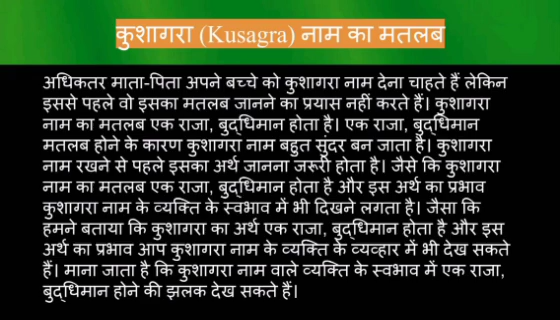 कुशागरा (Kusagra) नाम का मतलब
अधिकतर माता-पिता अपने बच्चे को कुशागरा नाम देना चाहते हैं लेकिन
इससे पहले वो इसका मतलब जानने का प्रयास नहीं करते हैं। कुशागरा
नाम का मतलब एक राजा, बुद्धिमान होता है। एक राजा, बुद्धिमान
मतलब होने के कारण कुशागरा नाम बहुत सुंदर बन जाता है। कुशागरा
नाम रखने से पहले इसका अर्थ जानना जरूरी होता है। जैसे कि कुशागरा
नाम का मतलब एक राजा, बुद्धिमान होता है और इस अर्थ का प्रभाव
कुशागरा नाम के व्यक्ति के स्वभाव में भी दिखने लगता है। जैसा कि
हमने बताया कि कुशागरा का अर्थ एक राजा, बुद्धिमान होता है और इस
अर्थ का प्रभाव आप कुशागरा नाम के व्यक्ति के व्यव्हार में भी देख सकते
हैं। माना जाता है कि कुशागरा नाम वाले व्यक्ति के स्वभाव में एक राजा,
बुद्धिमान होने की झलक देख सकते हैं।